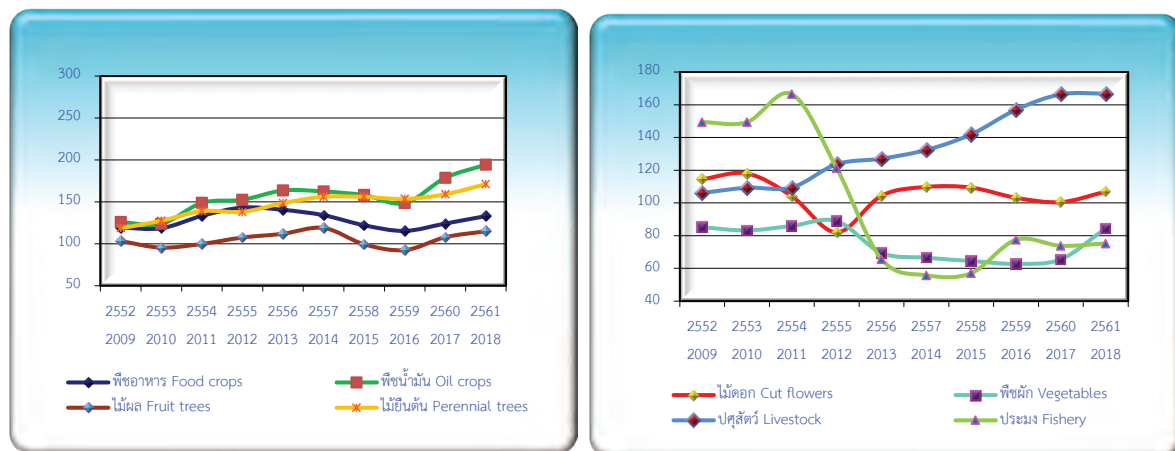 300
250
200
150
100
50
2552 2553 2554 2555 2556 2557 2558 2559 2560 2561
2009 2010 2011 2012 2013 2014 2015 2016 2017 2018
พืชอาหาร Food crops พืชน้ำมัน Oil crops
ไม้ผล Fruit trees ไม้ยืนต้น Perennial trees
180
160
140
120
100
80
60
40
2552 2553 2554 2555 2556 2557 2558 2559 2560 2561
2009 2010 2011 2012 2013 2014 2015 2016 2017 2018
ไม้ดอก Cut flowers พืชผัก Vegetables
ปศุสัตว์ Livestock ประมง Fishery